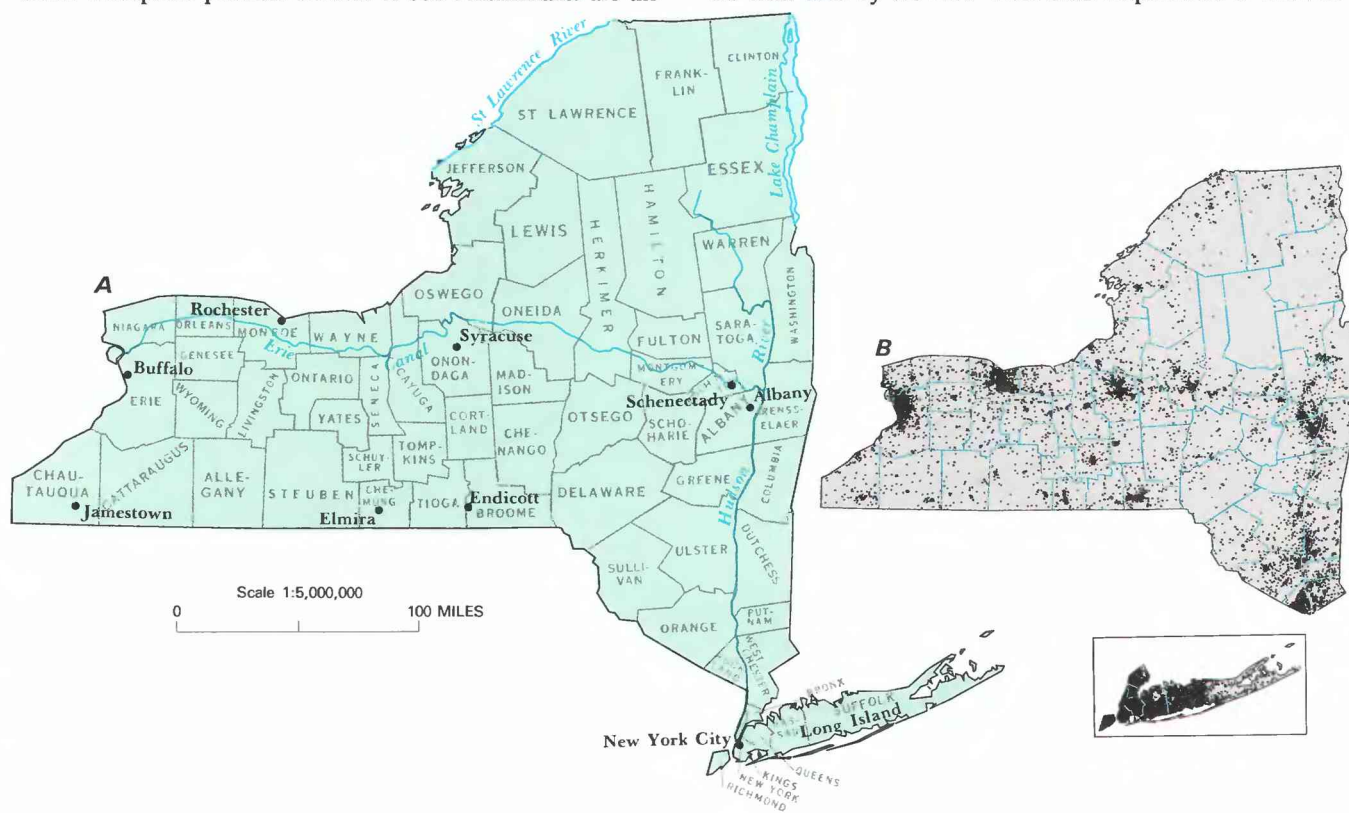 St Lawrence River
CLINTON
FRANK-
LIN
Lake Champlain
ST LAWRENCE
JEFFERSON
ESSEX
LEWIS
HERKIMER
HAMILTON
WARREN
WASHINGTON
A
OSWEGO
ONEIDA
Rochester
NIAGARA
ORLEANS
MONROE
WAYNE
Syracuse
FULTON
SARA-
TOGA
River
Erie
Canal
GENESEE
Buffalo
ERIE
WYOMING
LIVINGSTON
ONTARIO
SENECA
CAYUGA
ONON-
DAGA
MAD-
ISON
MONTGOM-
ERY
Schenectady
Albany
YATES
CORT-
LAND
OTSEGO
SCHO-
HARIE
ALBANY
RENSS-
ELAER
CHE-
NANGO
CHAU-
TAUQUA
CATTARAUGUS
ALLE-
GANY
STEUBEN
SCHUY-
LER
TOMP-
KINS
CHE-
MUNG
TIOGA
Endicott
BROOME
DELAWARE
GREENE
COLUMBIA
Hudson
Jamestown
Elmira
ULSTER
DUTCHESS
SULLI-
VAN
Scale 1:5,000,000
0 100 MILES
ORANGE
PUT-
NAM
WEST-
CHESTER
BRONX
SUFFOLK
Long Island
New York City
QUEENS
KINGS
NEW YORK
RICHMOND
B